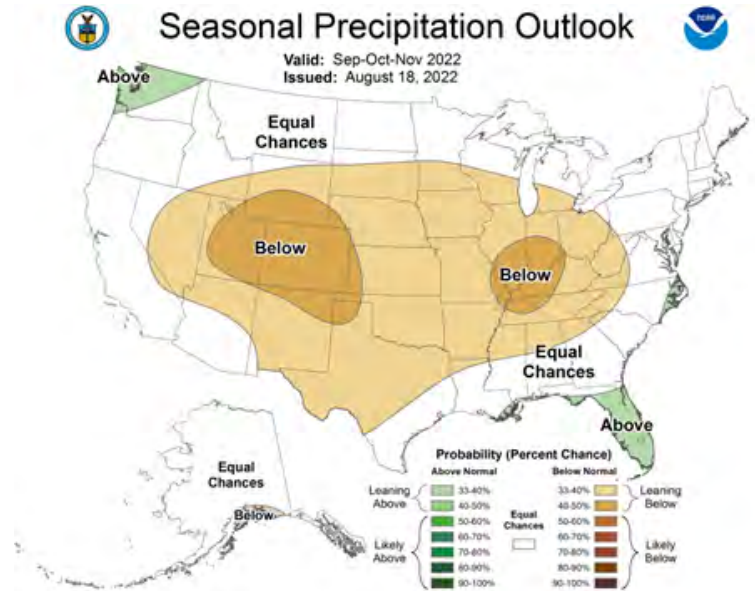 Seasonal Precipitation Outlook
Valid: Sep-Oct-Nov 2022
Issued: August 18, 2022
noaa
Above
Equal
Chances
Below
Below
Equal
Chances
Above
Equal
Chances
Below
Probability (Percent Chance)
Above Normal
Below Normal
Leaning
Above
33-40%
40-50%
50-60%
60-70%
70-80%
80-90%
90-100%
Likely
Above
Equal
Chances
33-40%
40-50%
50-60%
60-70%
70-80%
80-90%
90-100%
Leaning
Below
Likely
Below